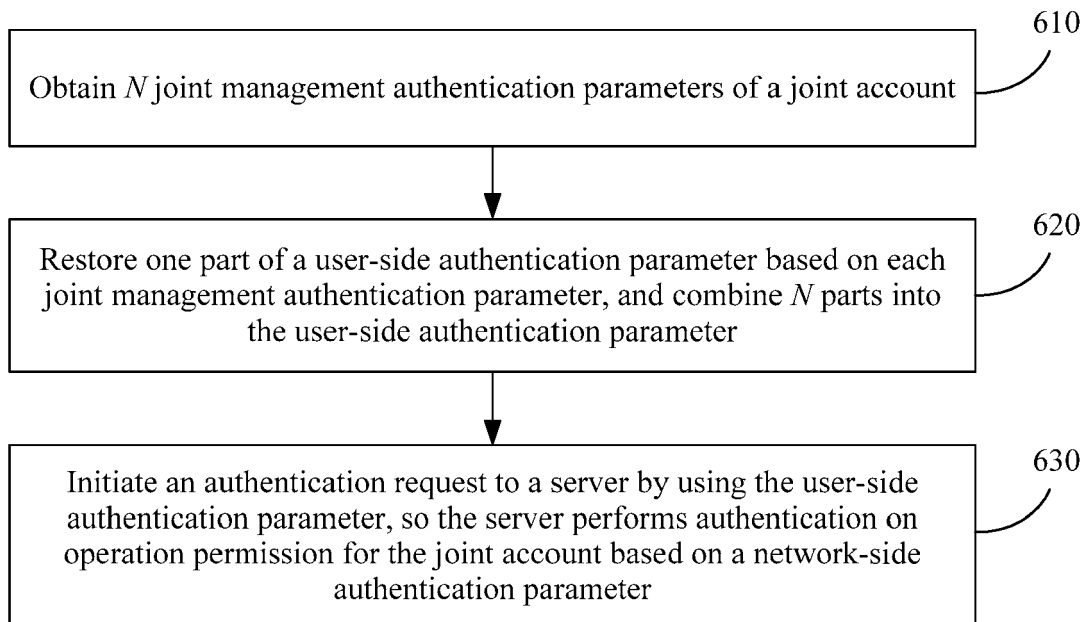 610
Obtain N joint management authentication parameters of a joint account
620
Restore one part of a user-side authentication parameter based on each
joint management authentication parameter, and combine N parts into
the user-side authentication parameter
630
Initiate an authentication request to a server by using the user-side
authentication parameter, so the server performs authentication on
operation permission for the joint account based on a network-side
authentication parameter